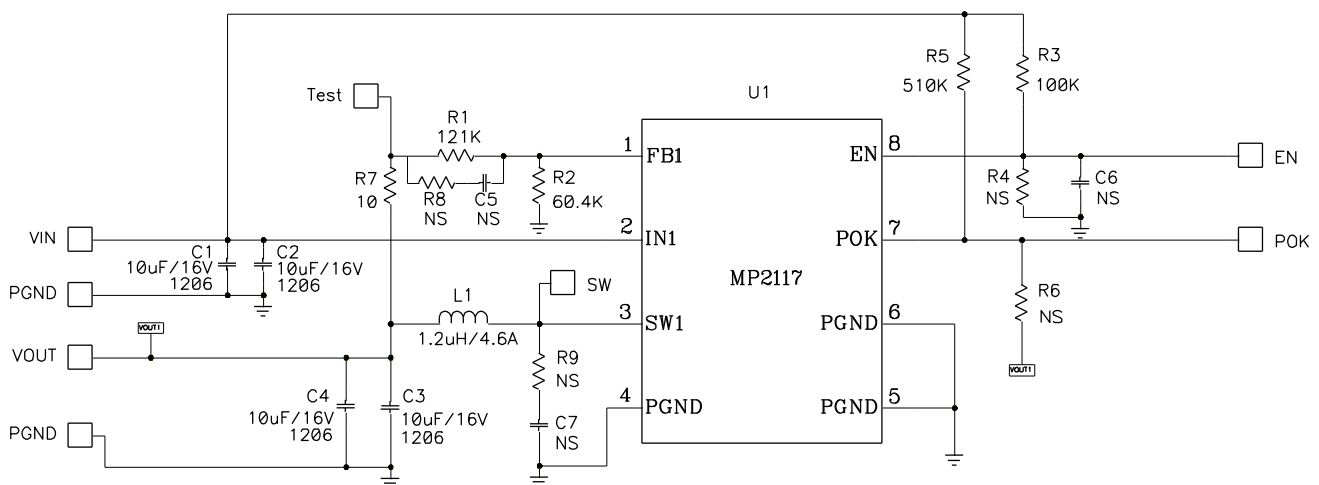 R5
510K
R3
100K
U1
Test
R1
121K
1
FB1
EN
8
EN
R7
10
R8
NS
C5
NS
R2
60.4K
R4
NS
C6
NS
VIN
C1
10uF/16V
1206
C2
10uF/16V
1206
2
IN1
POK
7
POK
PGND
MP2117
SW
L1
1.2uH/4.6A
3
SW1
PGND
6
R6
NS
VOUT1
VOUT
R9
NS
VOUT1
C4
10uF/16V
1206
C3
10uF/16V
1206
4
PGND
PGND
5
C7
NS
PGND